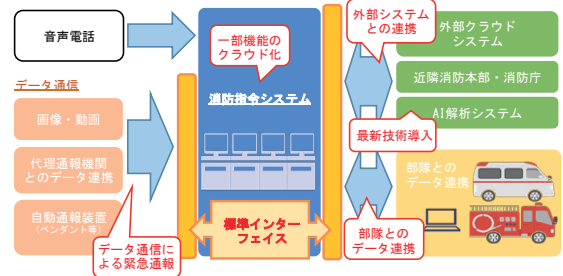 音声電話
データ通信
画像・動画
代理通報機関
とのデータ連携
自動通報装置
(ペンダント等)
データ通信に
よる緊急通報
一部機能の
クラウド化
消防指令システム
標準インター
フェイス
外部システム
との連携
外部クラウド
システム
近隣消防本部・消防庁
AI解析システム
最新技術導入
部隊との
データ連携
部隊との
データ連携